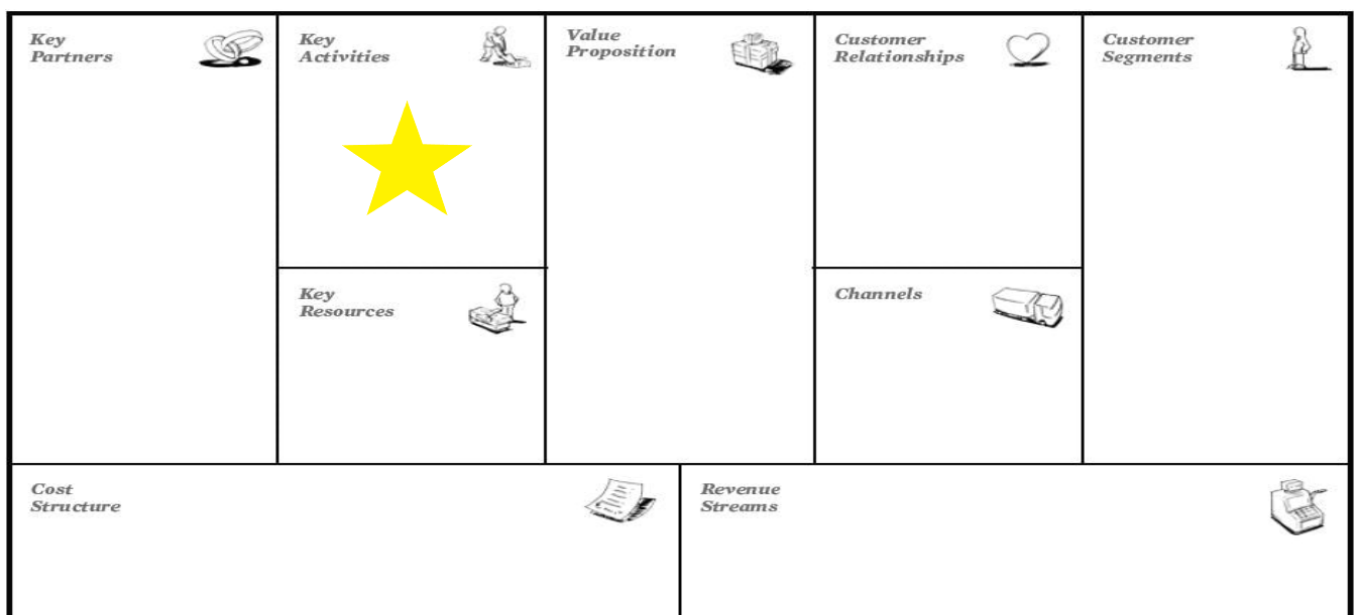 Key
Partners
Key
Activities
Value
Proposition
Customer
Relationships
Customer
Segments
Key
Resources
Channels
Cost
Structure
Revenue
Streams